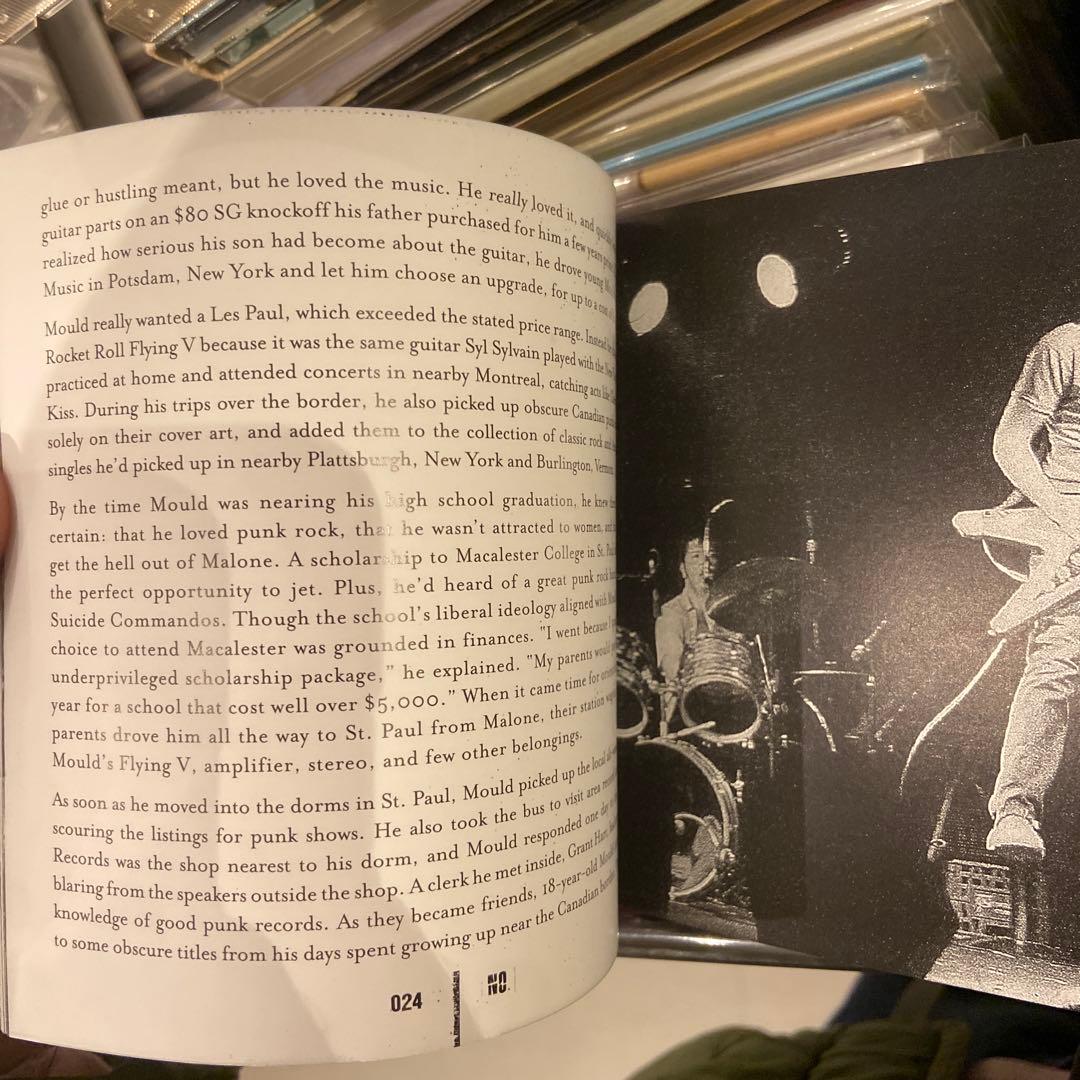 glue or hustling meant, but he loved the music. He really loved it, and
guitar parts on an $80 SG knockoff his father purchased for him a few years
realized how serious his son had become about the guitar, he drove young
Music in Potsdam, New York and let him choose an upgrade, for up to a
Mould really wanted a Les Paul, which exceeded the stated price range.
Rocket Roll Flying V because it was the same guitar Syl Sylvain played with the
practiced at home and attended concerts in nearby Montreal, catching acts like
Kiss. During his trips over the border, he also picked up obscure Canadian
solely on their cover art, and added them to the collection of classic rock and
singles he'd picked up in nearby Plattsburgh, New York and Burlington, Vermont
By the time Mould was nearing his high school graduation, he knew
certain: that he loved punk rock, that he wasn't attracted to women,
get the hell out of Malone. A scholarship to Macalester College in St.
the perfect opportunity to jet. Plus, he'd heard of a great punk rock
Suicide Commandos. Though the school's liberal ideology aligned with
choice to attend Macalester was grounded in finances. "I went because I
underprivileged scholarship package," he explained. "My parents would
year for a school that cost well over $5,000." When it came time for
parents drove him all the way to St. Paul from Malone, their station
Mould's Flying V, amplifier, stereo, and few other belongings.
As soon as he moved into the dorms in St. Paul, Mould picked up the local
scouring the listings for punk shows. He also took the bus to visit area
Records was the shop nearest to his dorm, and Mould responded one day
blaring from the speakers outside the shop. A clerk he met inside, Grant Hart,
knowledge of good punk records. As they became friends, 18-year-old
to some obscure titles from his days spent growing up near the Canadian
024
NO.